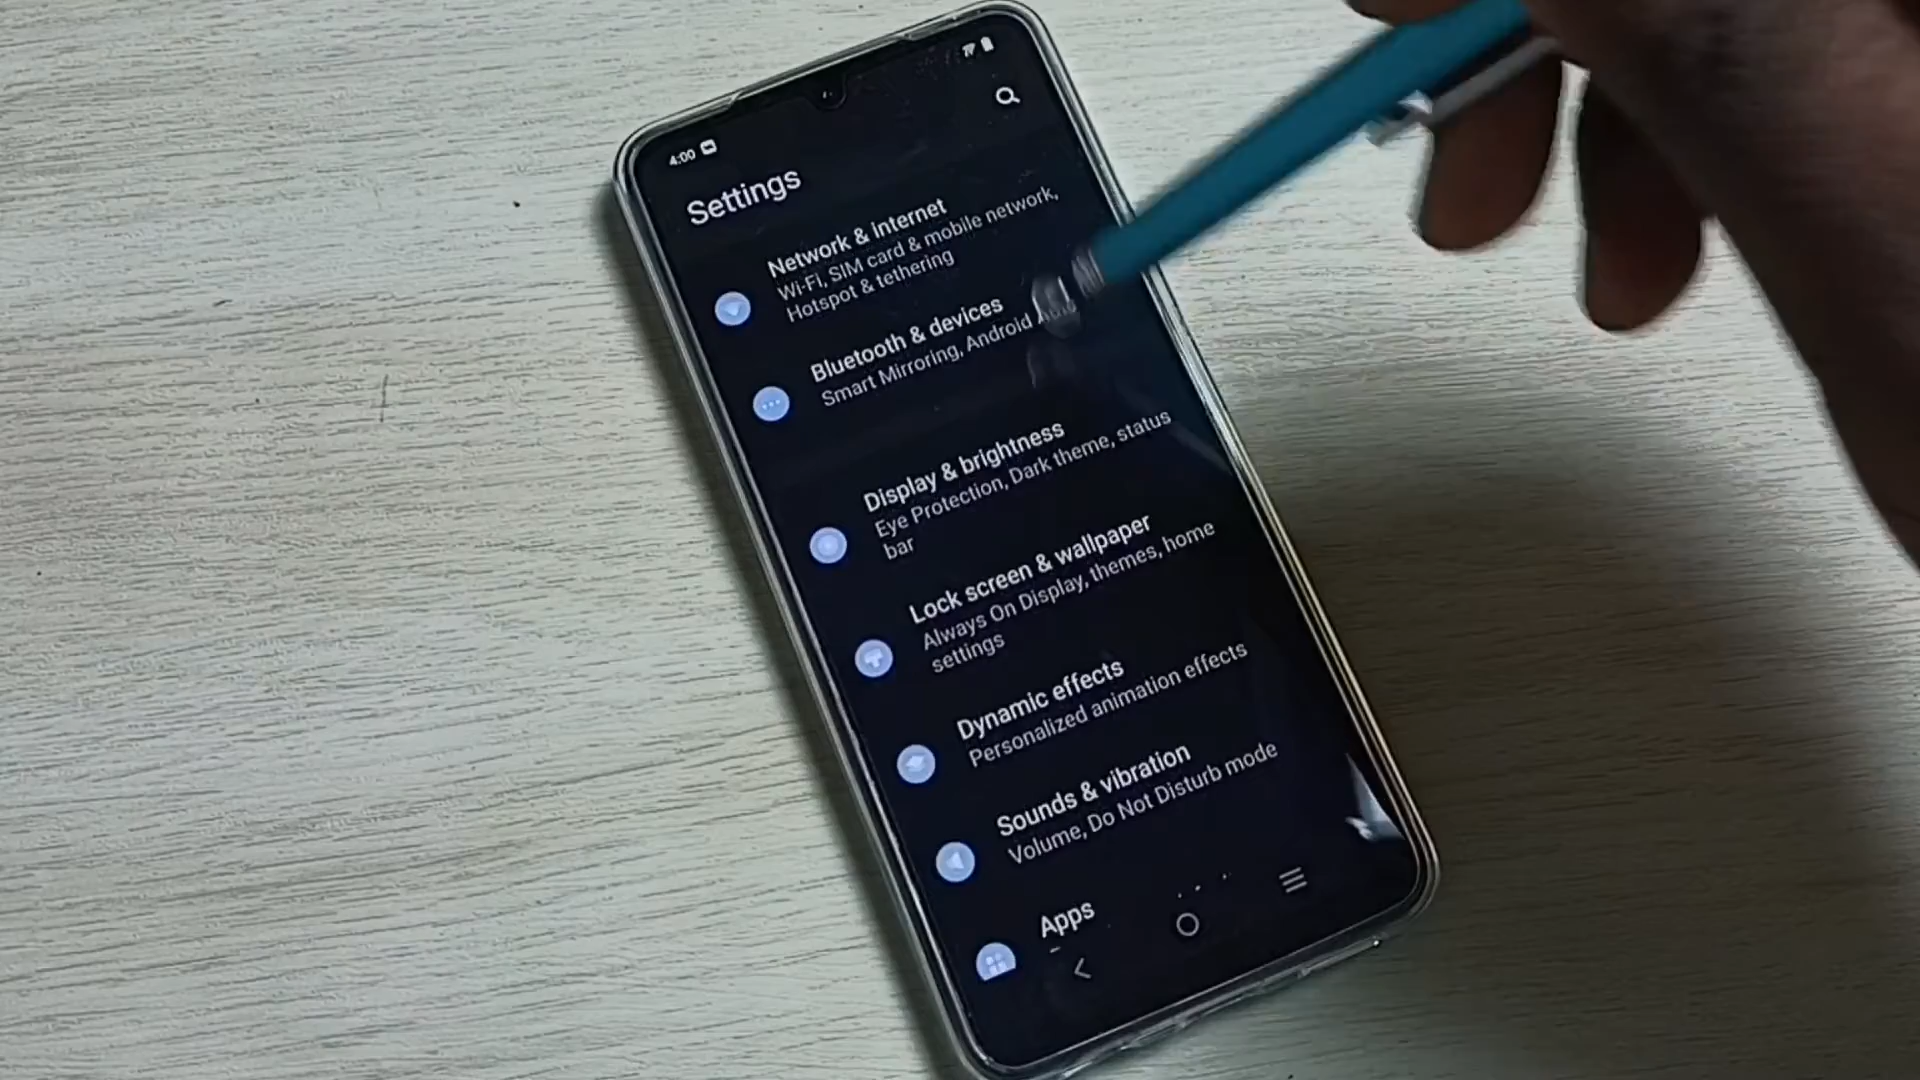 4:00
Settings
Network & internet
Wi-Fi, SIM card & mobile network,
Hotspot & tethering
Bluetooth & devices
Smart Mirroring, Android Auto
Display & brightness
Eye Protection, Dark theme, status
bar
Lock screen & wallpaper
Always On Display, themes, home
settings
Dynamic effects
Personalized animation effects
Sounds & vibration
Volume, Do Not Disturb mode
Apps